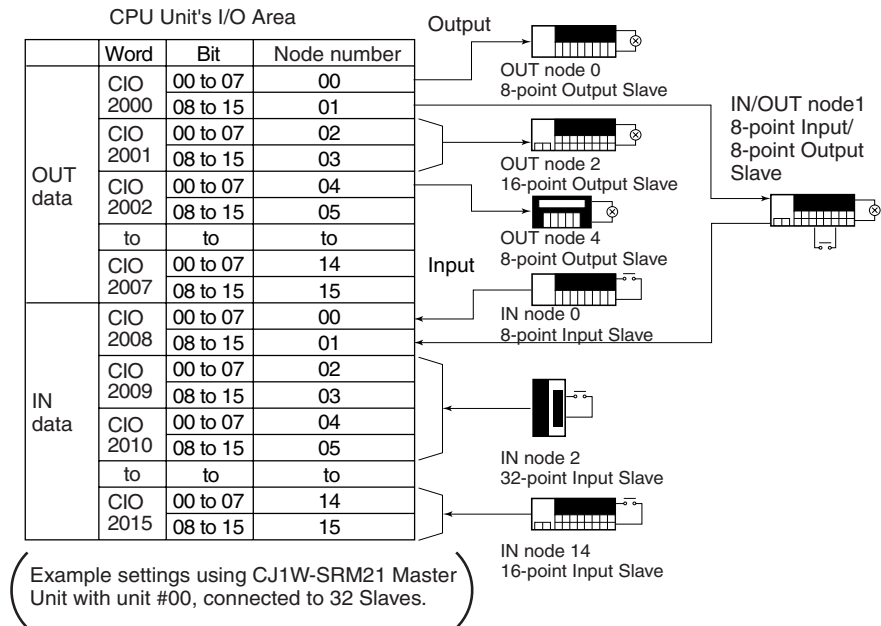 CPU Unit's I/O Area
Word Bit Node number
OUT data
CIO 2000 00 to 07 00
08 to 15 01
CIO 2001 00 to 07 02
08 to 15 03
CIO 2002 00 to 07 04
08 to 15 05
to to to
CIO 2007 00 to 07 14
08 to 15 15
IN data
CIO 2008 00 to 07 00
08 to 15 01
CIO 2009 00 to 07 02
08 to 15 03
CIO 2010 00 to 07 04
08 to 15 05
to to to
CIO 2015 00 to 07 14
08 to 15 15
Output
OUT node 0
8-point Output Slave
OUT node 2
16-point Output Slave
OUT node 4
8-point Output Slave
Input
IN node 0
8-point Input Slave
IN node 2
32-point Input Slave
IN node 14
16-point Input Slave
IN/OUT node1
8-point Input/
8-point Output
Slave
Example settings using CJ1W-SRM21 Master
Unit with unit #00, connected to 32 Slaves.